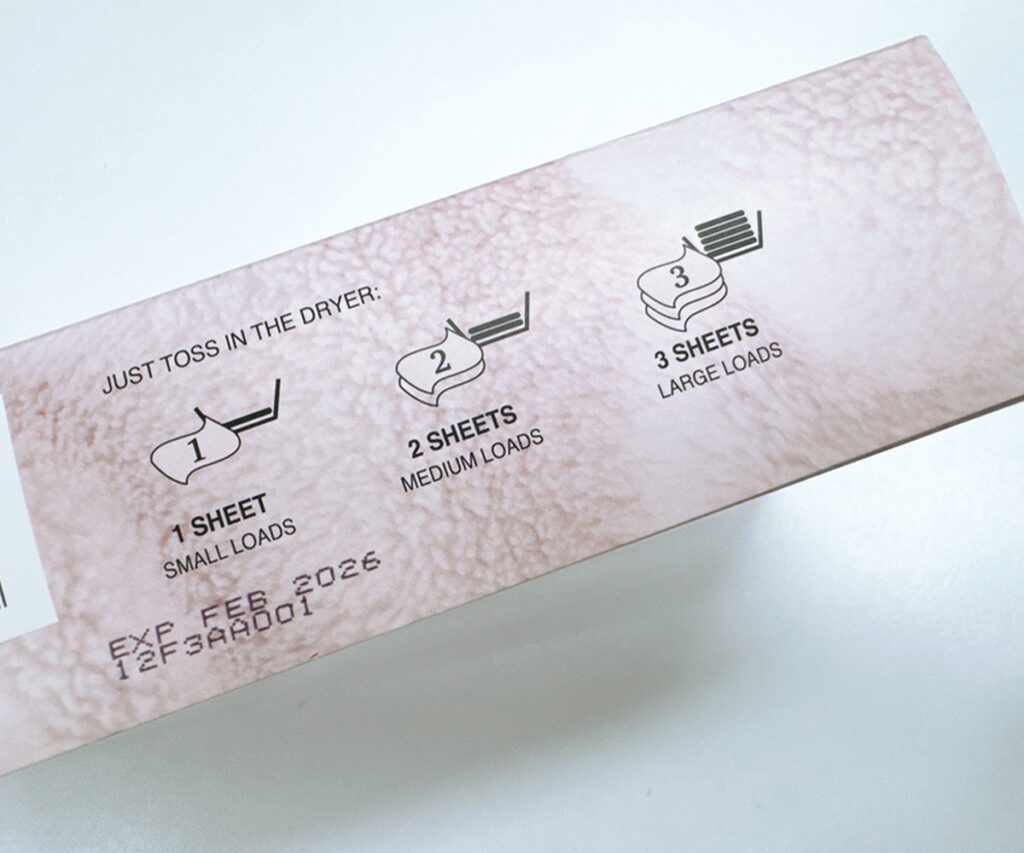 JUST TOSS IN THE DRYER:
1
1 SHEET
SMALL LOADS
2
2 SHEETS
MEDIUM LOADS
3
3 SHEETS
LARGE LOADS
EXP FEB 2026
12F3AAD01